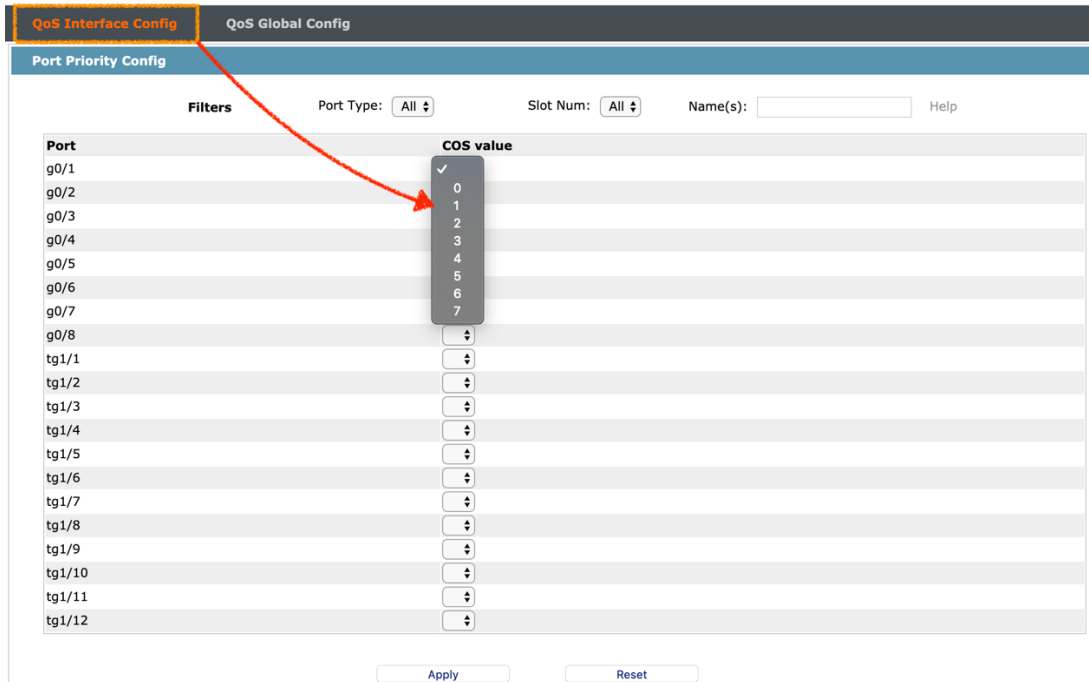 QoS Interface Config QoS Global Config
Port Priority Config
Filters Port Type: All Slot Num: All Name(s): Help
Port COS value
g0/1
g0/2 0
g0/3 1
2
g0/4 3
g0/5 4
5
g0/6 6
g0/7 7
g0/8
tg1/1
tg1/2
tg1/3
tg1/4
tg1/5
tg1/6
tg1/7
tg1/8
tg1/9
tg1/10
tg1/11
tg1/12
Apply Reset